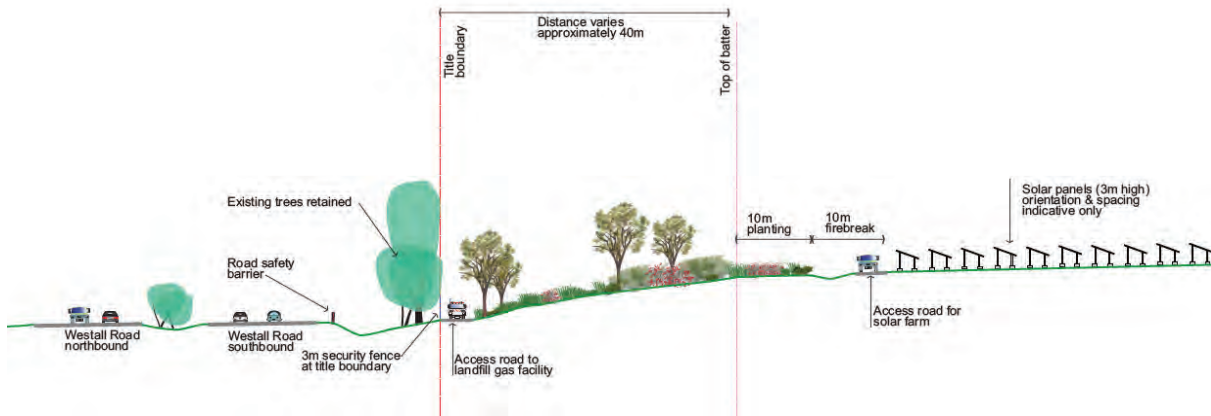 Distance varies
approximately 40m
Title
boundary
Top of batter
Existing trees retained
Road safety
barrier
Westall Road
northbound
Westall Road
southbound
3m security fence
at title boundary
Access road to
landfill gas facility
10m
planting
10m
firebreak
Access road for
solar farm
Solar panels (3m high)
orientation & spacing
indicative only